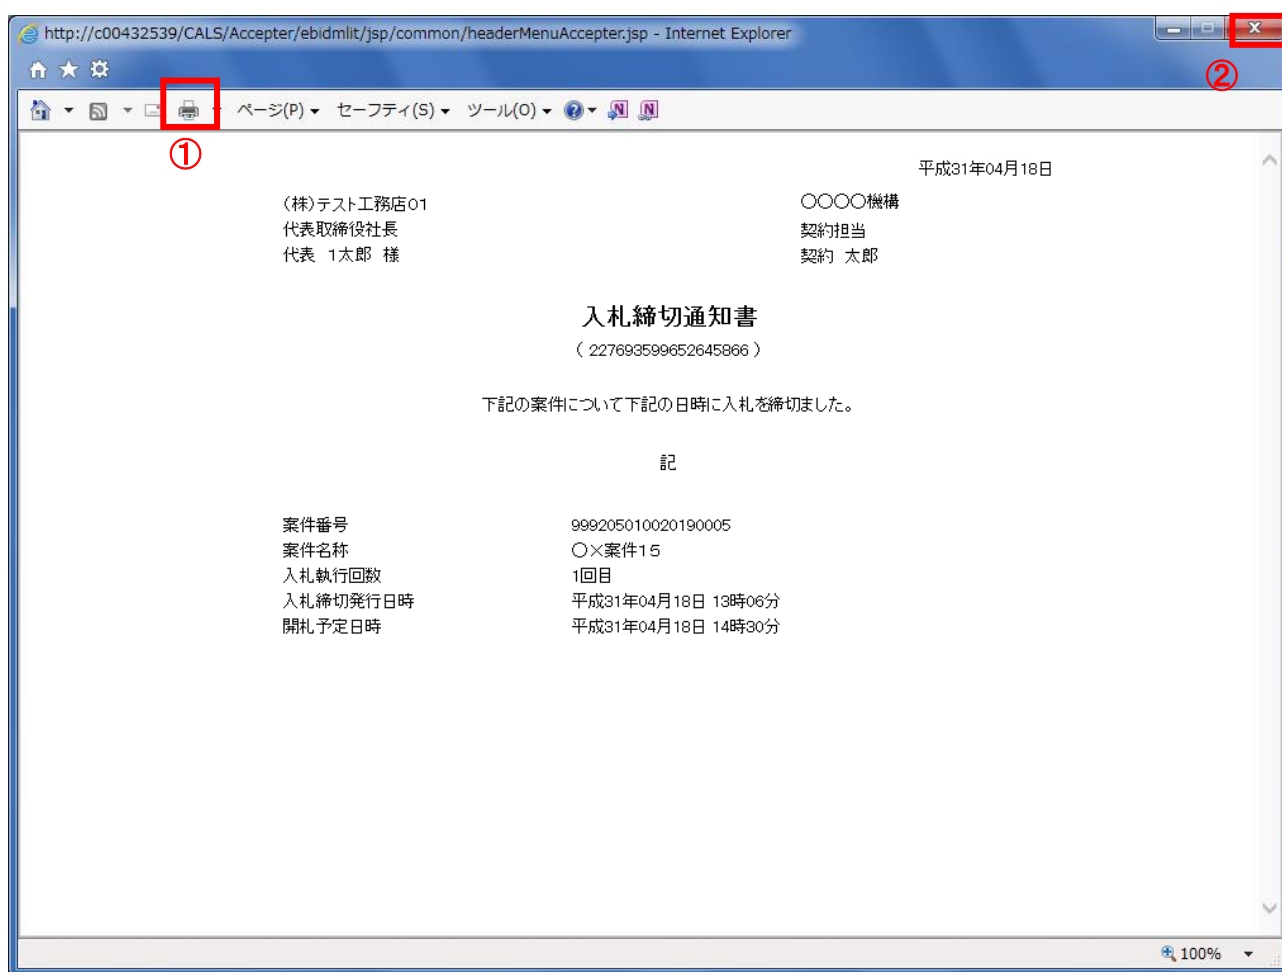 http://c00432539/CALS/Accepter/ebidmlit/jsp/common/headerMenuAccepter.jsp - Internet Explorer
②
ページ(P) セーフティ(S) ツール(O)
①
平成31年04月18日
(株)テスト工務店01
代表取締役社長
代表 1太郎 様
〇〇〇〇機構
契約担当
契約 太郎
入札締切通知書
( 227693599652645866 )
下記の案件について下記の日時に入札を締切ました。
記
案件番号 999205010020190005
案件名称 〇×案件15
入札執行回数 1回目
入札締切発行日時 平成31年04月18日 13時06分
開札予定日時 平成31年04月18日 14時30分
100%